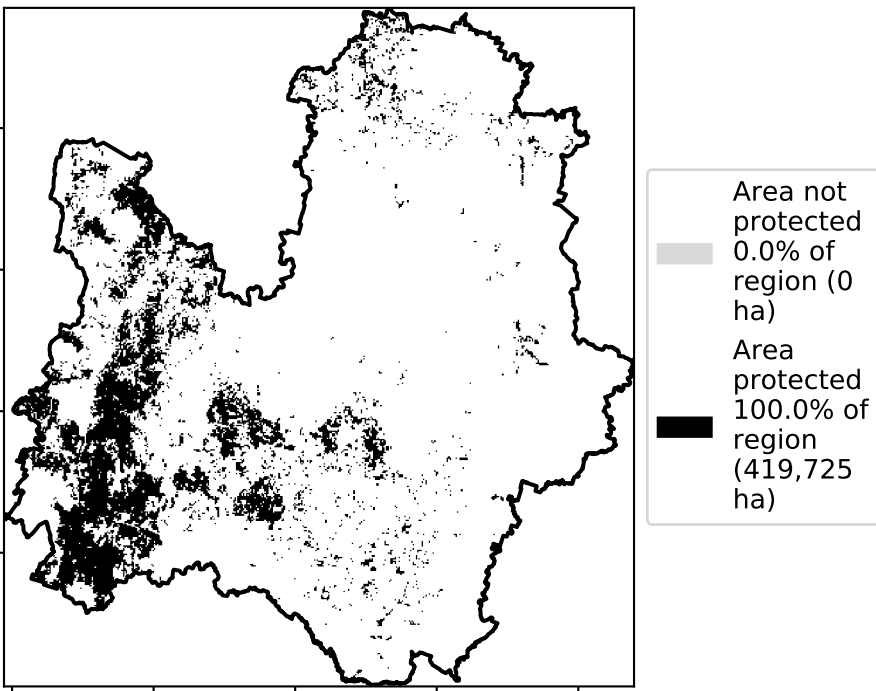 Area not
protected
0.0% of
region (0
ha)
Area
protected
100.0% of
region
(419,725
ha)